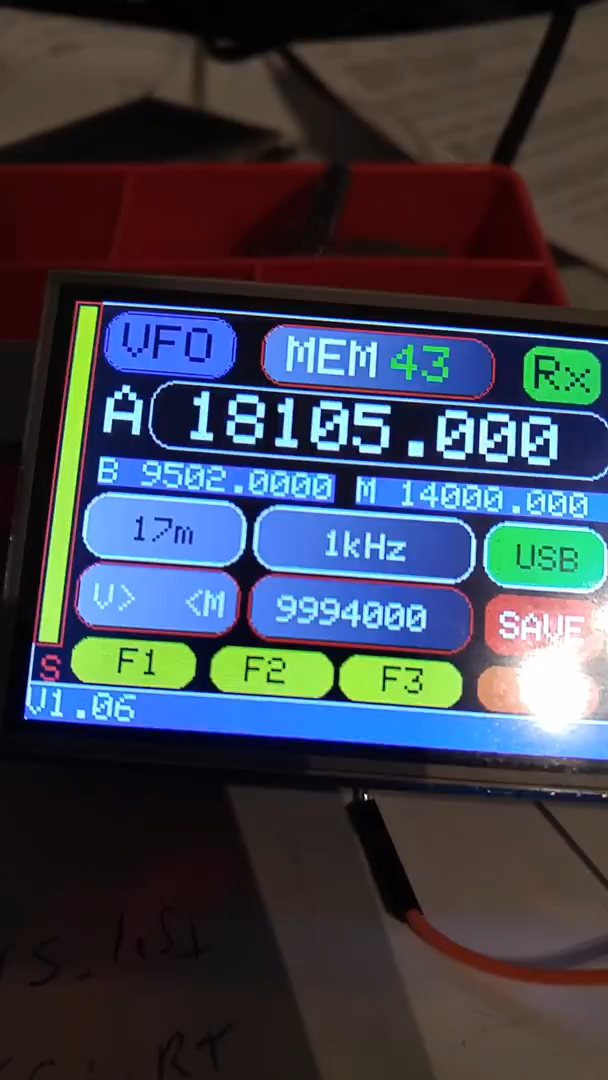 VFO MEM 43 Rx
A 18105.000
B 9502.0000 M 14000.000
17m 1kHz USB
V> <M 9994000 SAVE
F1 F2 F3
S
V1.06